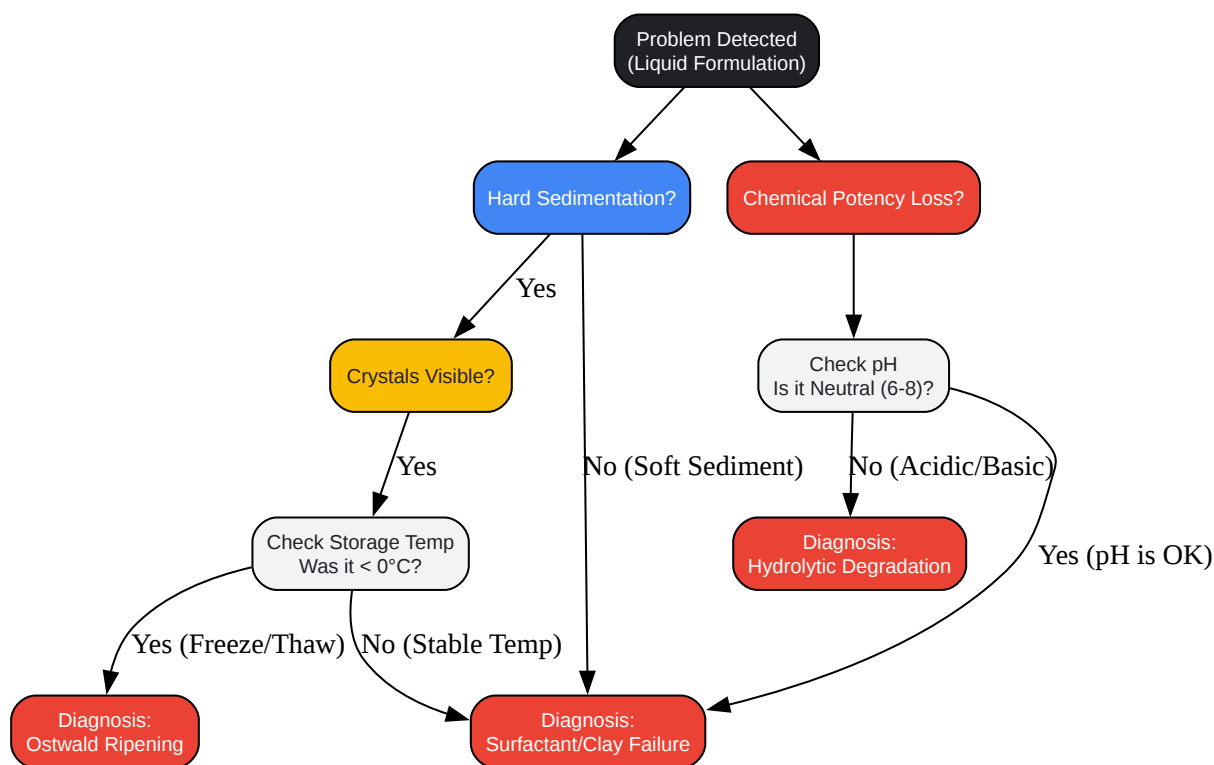 Problem Detected
(Liquid Formulation)
Hard Sedimentation?
Chemical Potency Loss?
Yes
Crystals Visible?
Check pH
Is it Neutral (6-8)?
Yes
No (Soft Sediment)
No (Acidic/Basic)
Check Storage Temp
Was it < 0°C?
Diagnosis:
Hydrolytic Degradation
Yes (pH is OK)
Yes (Freeze/Thaw)
No (Stable Temp)
Diagnosis:
Ostwald Ripening
Diagnosis:
Surfactant/Clay Failure